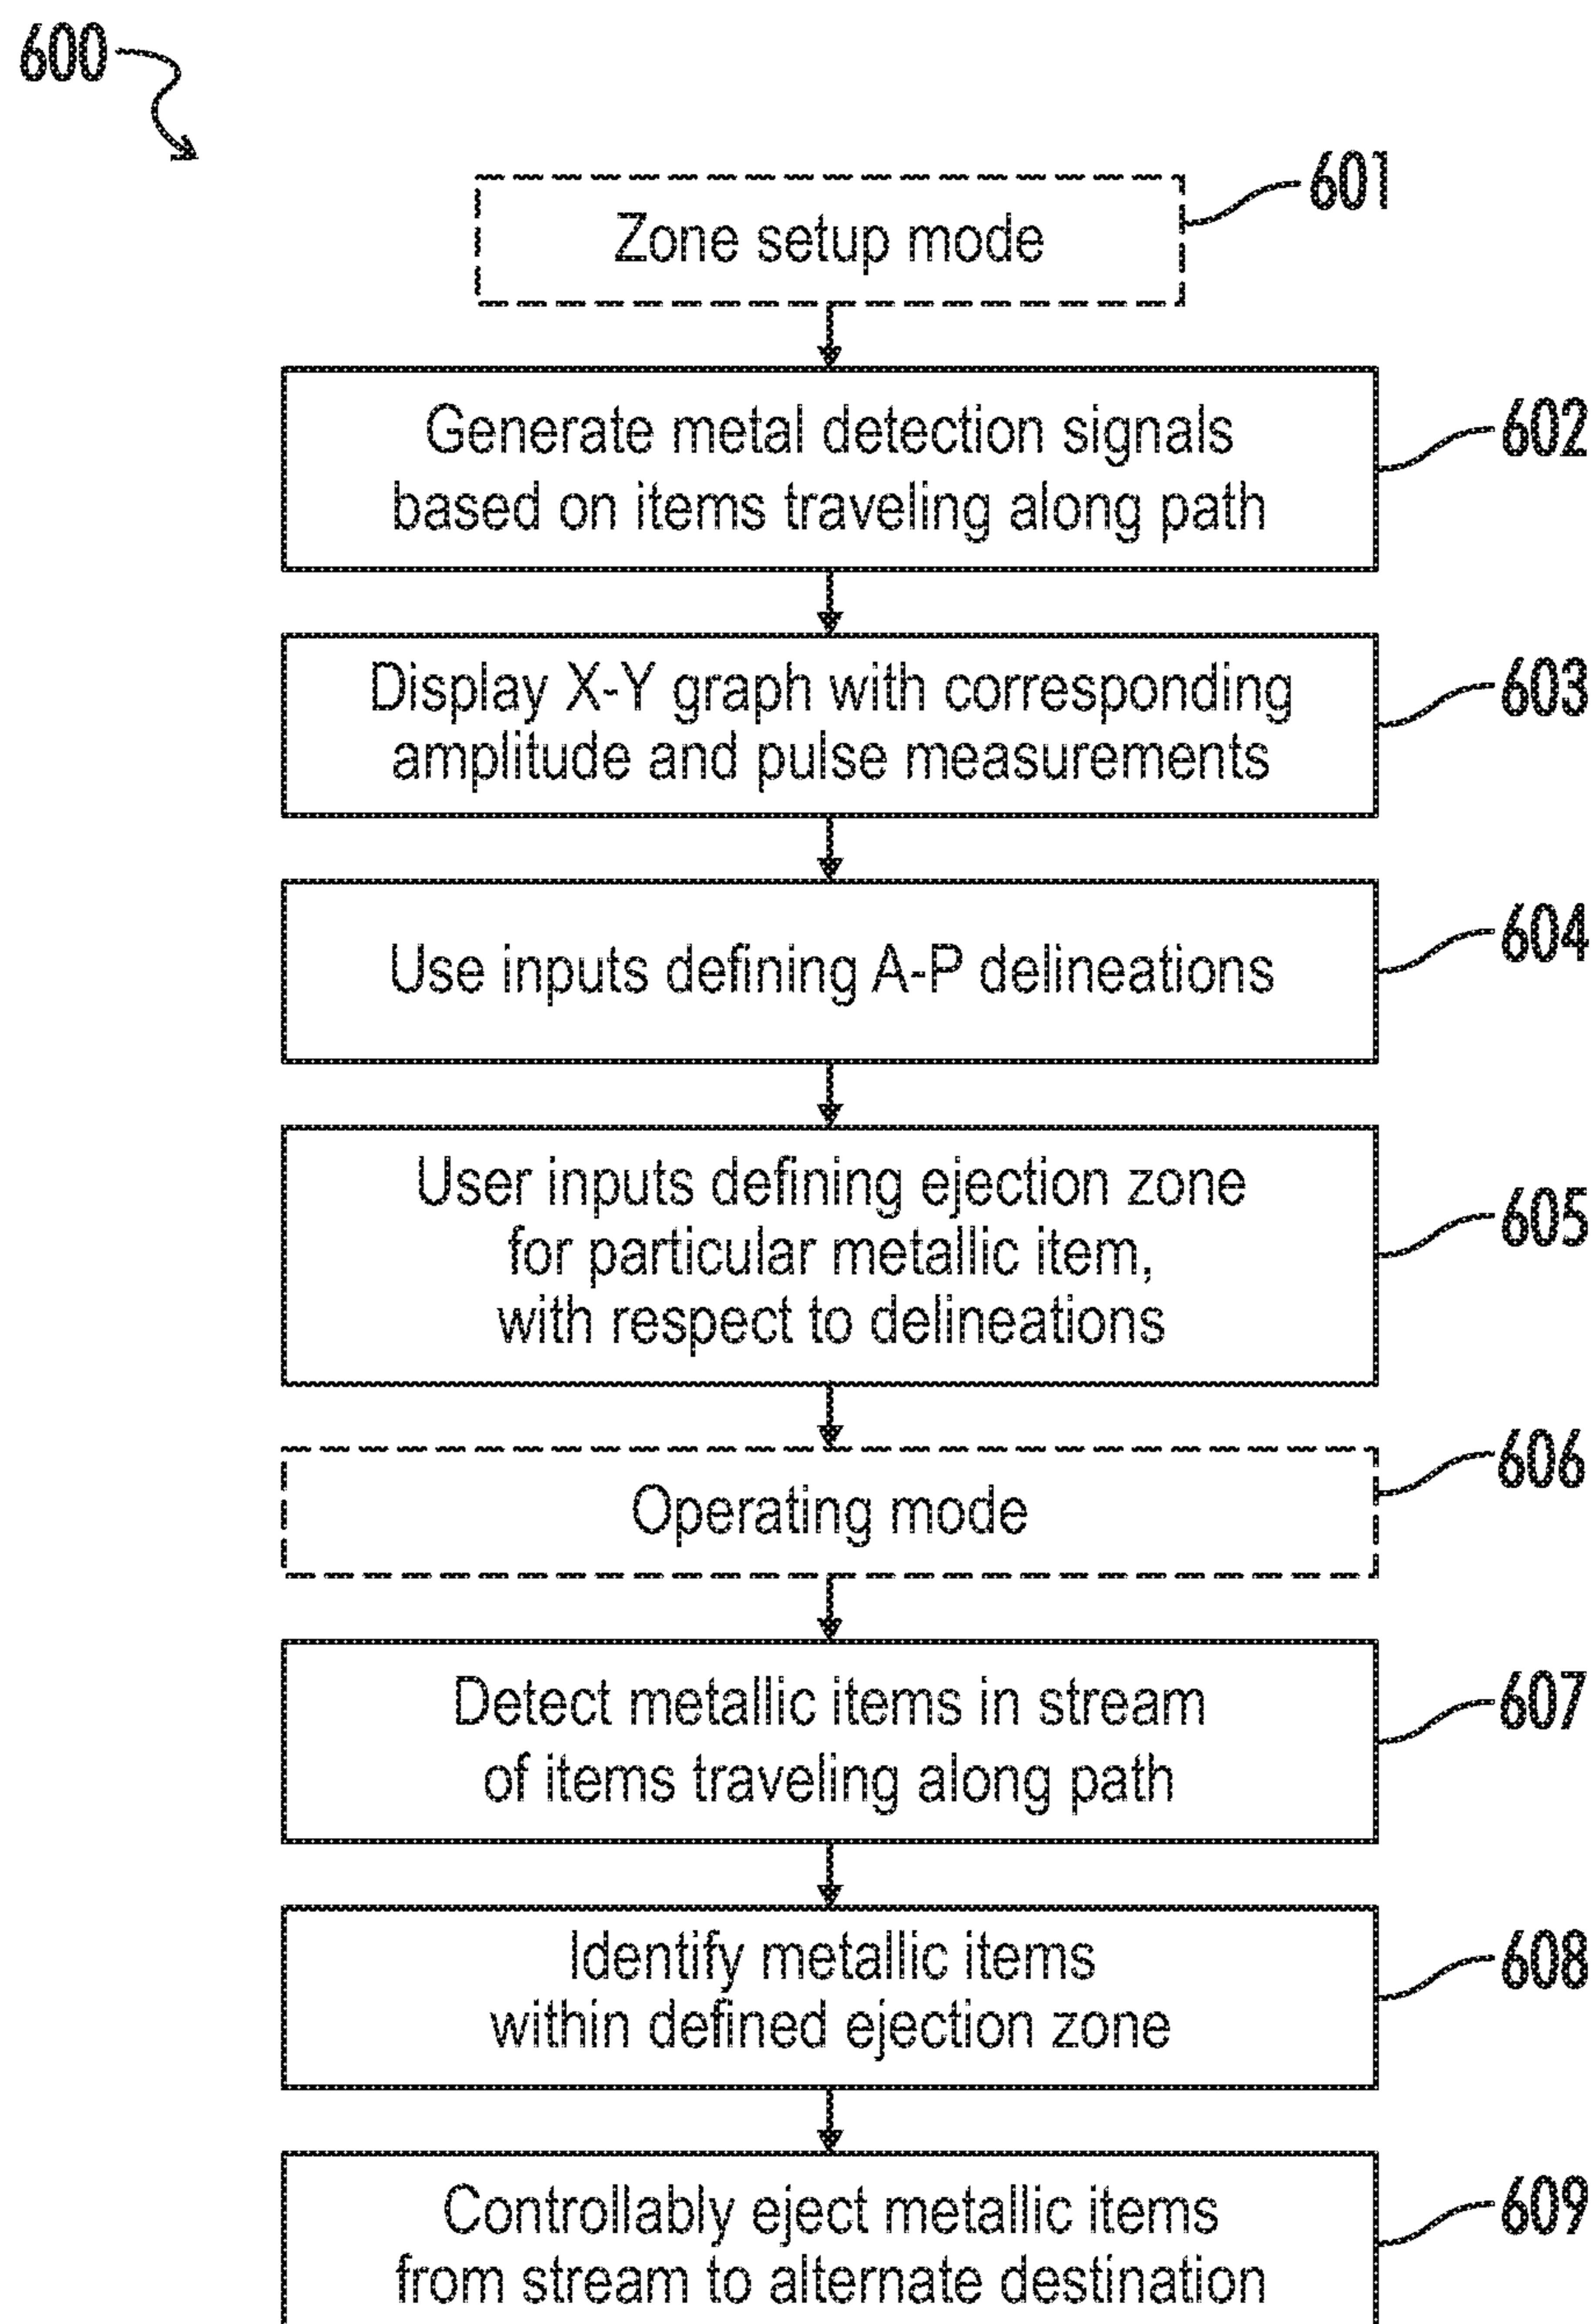 600
601
Zone setup mode
Generate metal detection signals
based on items traveling along path
602
Display X-Y graph with corresponding
amplitude and pulse measurements
603
Use inputs defining A-P delineations
604
User inputs defining ejection zone
for particular metallic item,
with respect to delineations
605
Operating mode
606
Detect metallic items in stream
of items traveling along path
607
Identify metallic items
within defined ejection zone
608
Controllably eject metallic items
from stream to alternate destination
609